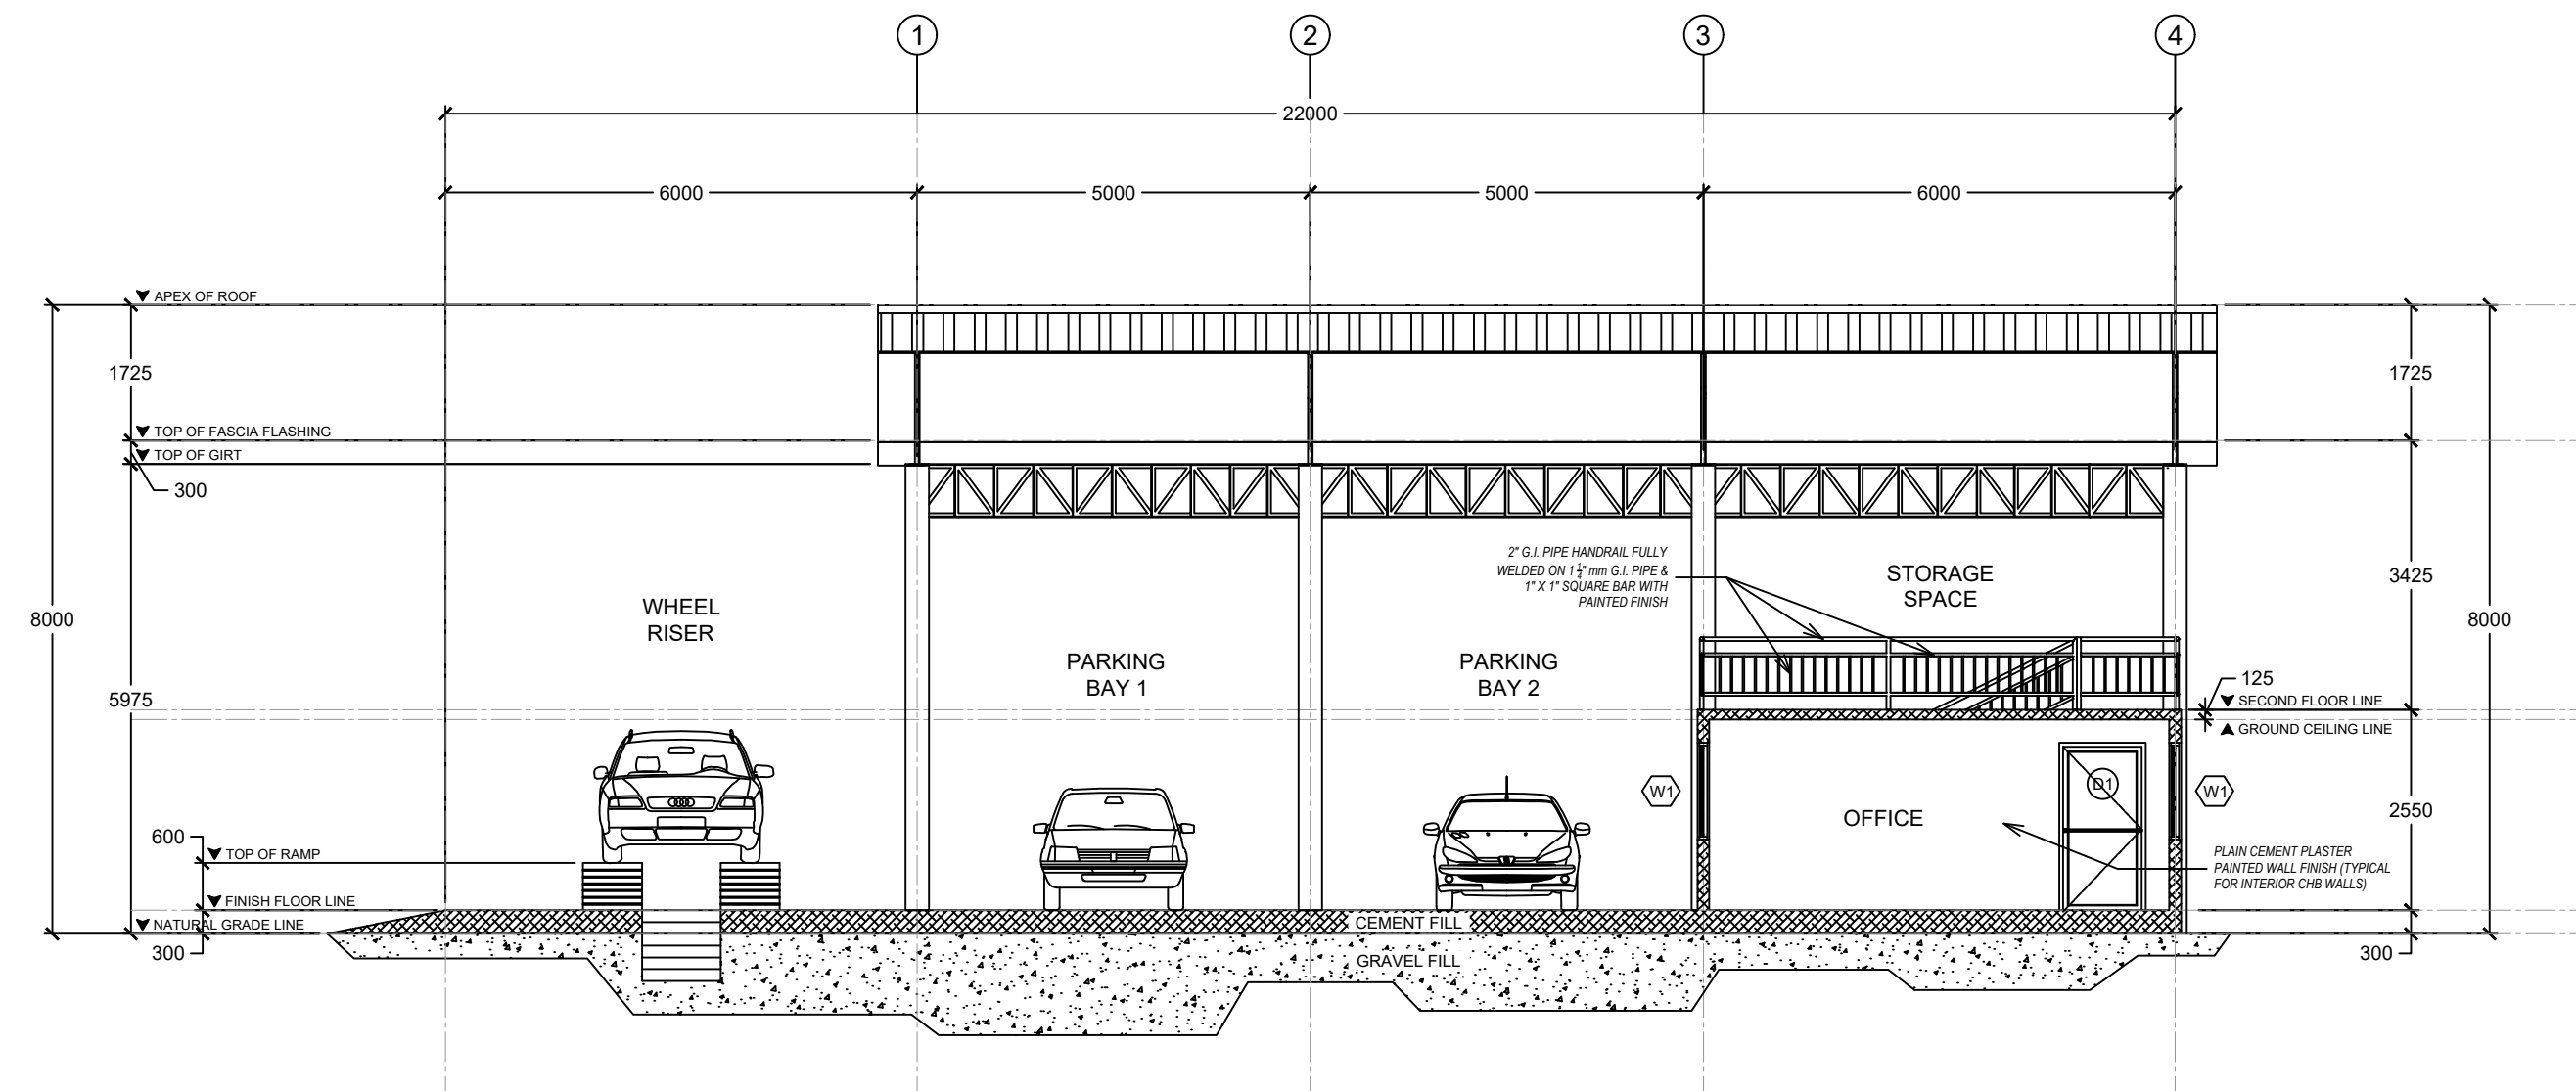 1
2
3
4
22000
6000
5000
5000
6000
APEX OF ROOF
1725
1725
TOP OF FASCIA FLASHING
TOP OF GIRT
300
2" G.I. PIPE HANDRAIL FULLY
WELDED ON 1 1/4" mm G.I. PIPE &
1" X 1" SQUARE BAR WITH
PAINTED FINISH
STORAGE
SPACE
3425
WHEEL
RISER
8000
8000
PARKING
BAY 1
PARKING
BAY 2
5975
125
SECOND FLOOR LINE
GROUND CEILING LINE
W1
D1
W1
OFFICE
2550
600
TOP OF RAMP
PLAIN CEMENT PLASTER
PAINTED WALL FINISH (TYPICAL
FOR INTERIOR CHB WALLS)
FINISH FLOOR LINE
NATURAL GRADE LINE
CEMENT FILL
300
GRAVEL FILL
300